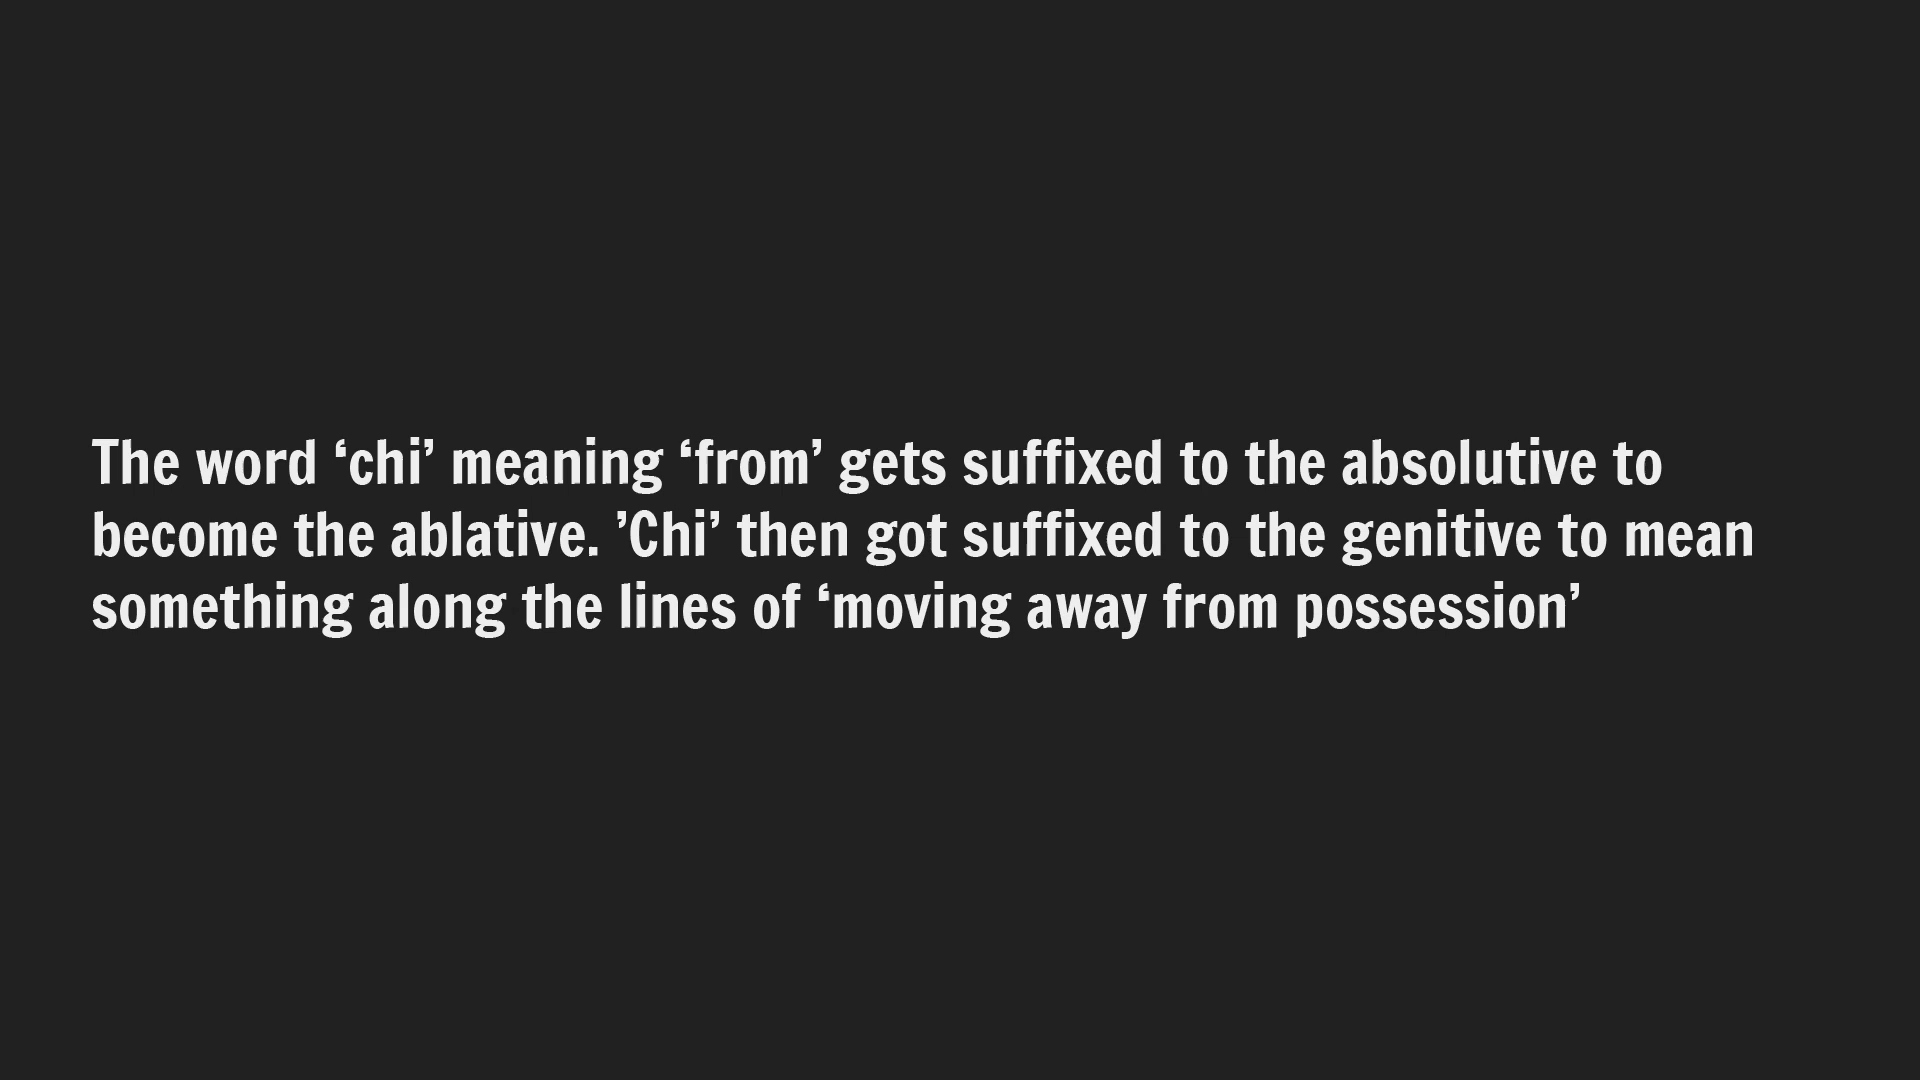 The word ‘chi’ meaning ‘from’ gets suffixed to the absolutive to
become the ablative. ’Chi’ then got suffixed to the genitive to mean
something along the lines of ‘moving away from possession’